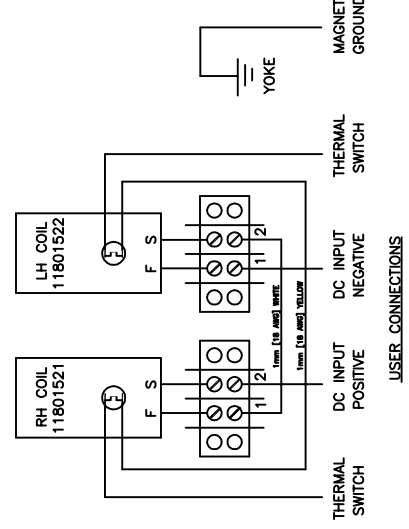 RH COIL
11801521
F S
LH COIL
11801522
F S
1 2
1 2
1mm [18 AWG] WHITE
1mm [18 AWG] YELLOW
YOKE
THERMAL
SWITCH
DC INPUT
POSITIVE
DC INPUT
NEGATIVE
THERMAL
SWITCH
MAGNET
GROUND
USER CONNECTIONS